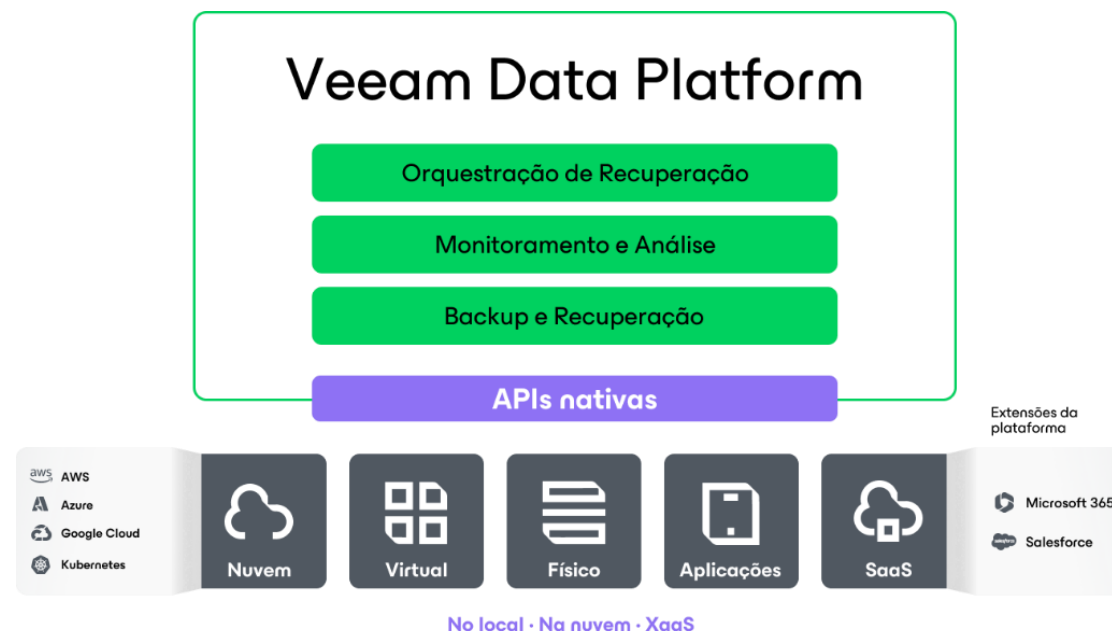 Veeam Data Platform
Orquestração de Recuperação
Monitoramento e Análise
Backup e Recuperação
APIs nativas
Extensões da
plataforma
aws AWS
Azure
Google Cloud
Kubernetes
Nuvem
Virtual
Físico
Aplicações
SaaS
Microsoft 365
salesforce Salesforce
No local · Na nuvem · XaaS